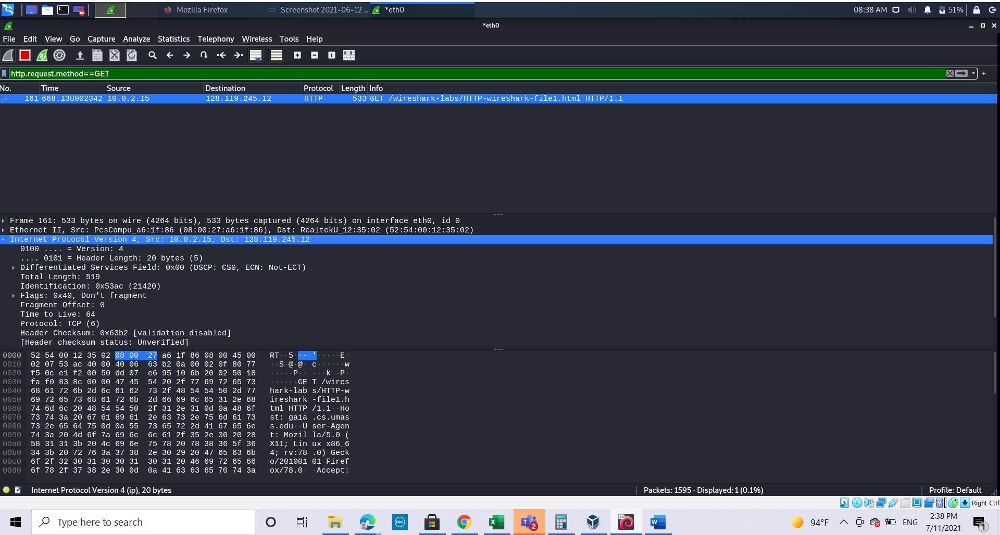 Mozilla Firefox
Screenshot 2021-06-12 ...
*eth0
08:38 AM
51%
*eth0
File Edit View Go Capture Analyze Statistics Telephony Wireless Tools Help
http.request.method==GET
No. Time Source Destination Protocol Length Info
161 668.138002342 10.0.2.15 128.119.245.12 HTTP 533 GET /wireshark-labs/HTTP-wireshark-file1.html HTTP/1.1
Frame 161: 533 bytes on wire (4264 bits), 533 bytes captured (4264 bits) on interface eth0, id 0
Ethernet II, Src: PcsCompu_a6:1f:86 (08:00:27:a6:1f:86), Dst: RealtekU_12:35:02 (52:54:00:12:35:02)
Internet Protocol Version 4, Src: 10.0.2.15, Dst: 128.119.245.12
0100 .... = Version: 4
.... 0101 = Header Length: 20 bytes (5)
Differentiated Services Field: 0x00 (DSCP: CS0, ECN: Not-ECT)
Total Length: 519
Identification: 0x53ac (21420)
Flags: 0x40, Don't fragment
Fragment Offset: 0
Time to Live: 64
Protocol: TCP (6)
Header Checksum: 0x63b2 [validation disabled]
[Header checksum status: Unverified]
0000 52 54 00 12 35 02 08 00 27 a6 1f 86 08 00 45 00 RT··5··· '·····E·
0010 02 07 53 ac 40 00 40 06 63 b2 0a 00 02 0f 80 77 ··S·@·@· c······w
0020 f5 0c e1 f2 00 50 dd 07 e6 95 10 6b 20 02 50 18 ·····P·· ···k ·P·
0030 fa f0 83 8c 00 00 47 45 54 20 2f 77 69 72 65 73 ······GE T /wires
0040 68 61 72 6b 2d 6c 61 62 73 2f 48 54 54 50 2d 77 hark-lab s/HTTP-w
0050 69 72 65 73 68 61 72 6b 2d 66 69 6c 65 31 2e 68 ireshark -file1.h
0060 74 6d 6c 20 48 54 54 50 2f 31 2e 31 0d 0a 48 6f tml HTTP /1.1··Ho
0070 73 74 3a 20 67 61 69 61 2e 63 73 2e 75 6d 61 73 st: gaia .cs.umas
0080 73 2e 65 64 75 0d 0a 55 73 65 72 2d 41 67 65 6e s.edu··U ser-Agen
0090 74 3a 20 4d 6f 7a 69 6c 6c 61 2f 35 2e 30 20 28 t: Mozil la/5.0 (
00a0 58 31 31 3b 20 4c 69 6e 75 78 20 78 38 36 5f 36 X11; Lin ux x86_6
00b0 34 3b 20 72 76 3a 37 38 2e 30 29 20 47 65 63 6b 4; rv:78 .0) Geck
00c0 6f 2f 32 30 31 30 30 31 30 31 20 46 69 72 65 66 o/201001 01 Firef
00d0 6f 78 2f 37 38 2e 30 0d 0a 41 63 63 65 70 74 3a ox/78.0· ·Accept:
Internet Protocol Version 4 (ip), 20 bytes
Packets: 1595 · Displayed: 1 (0.1%)
Profile: Default
Right Ctrl
Type here to search
DELL
2
64
94°F
ENG
2:38 PM
7/11/2021
1